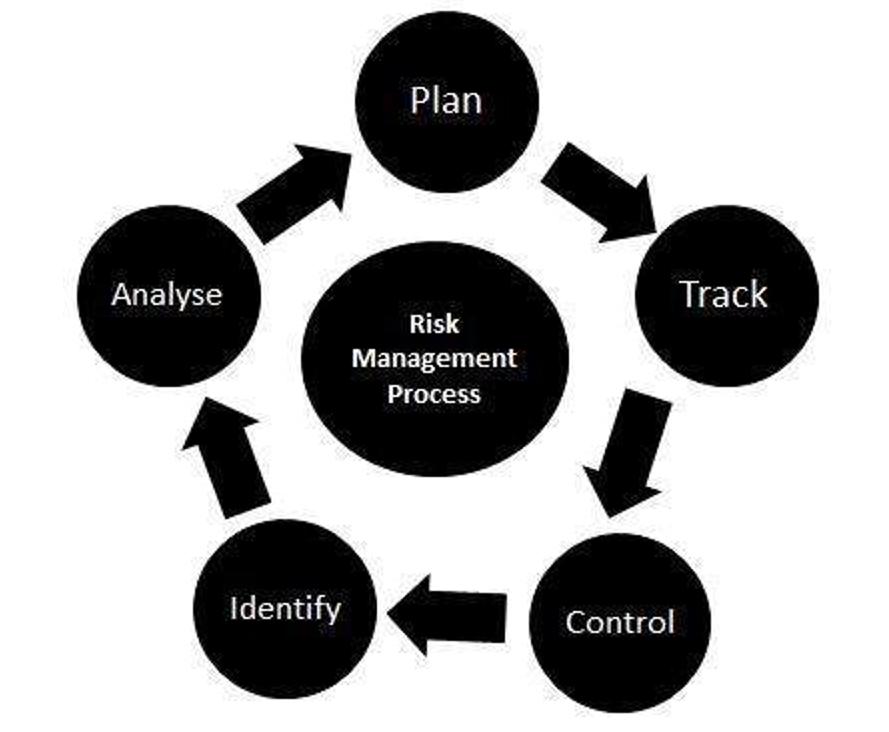 Plan
Track
Control
Identify
Analyse
Risk
Management
Process